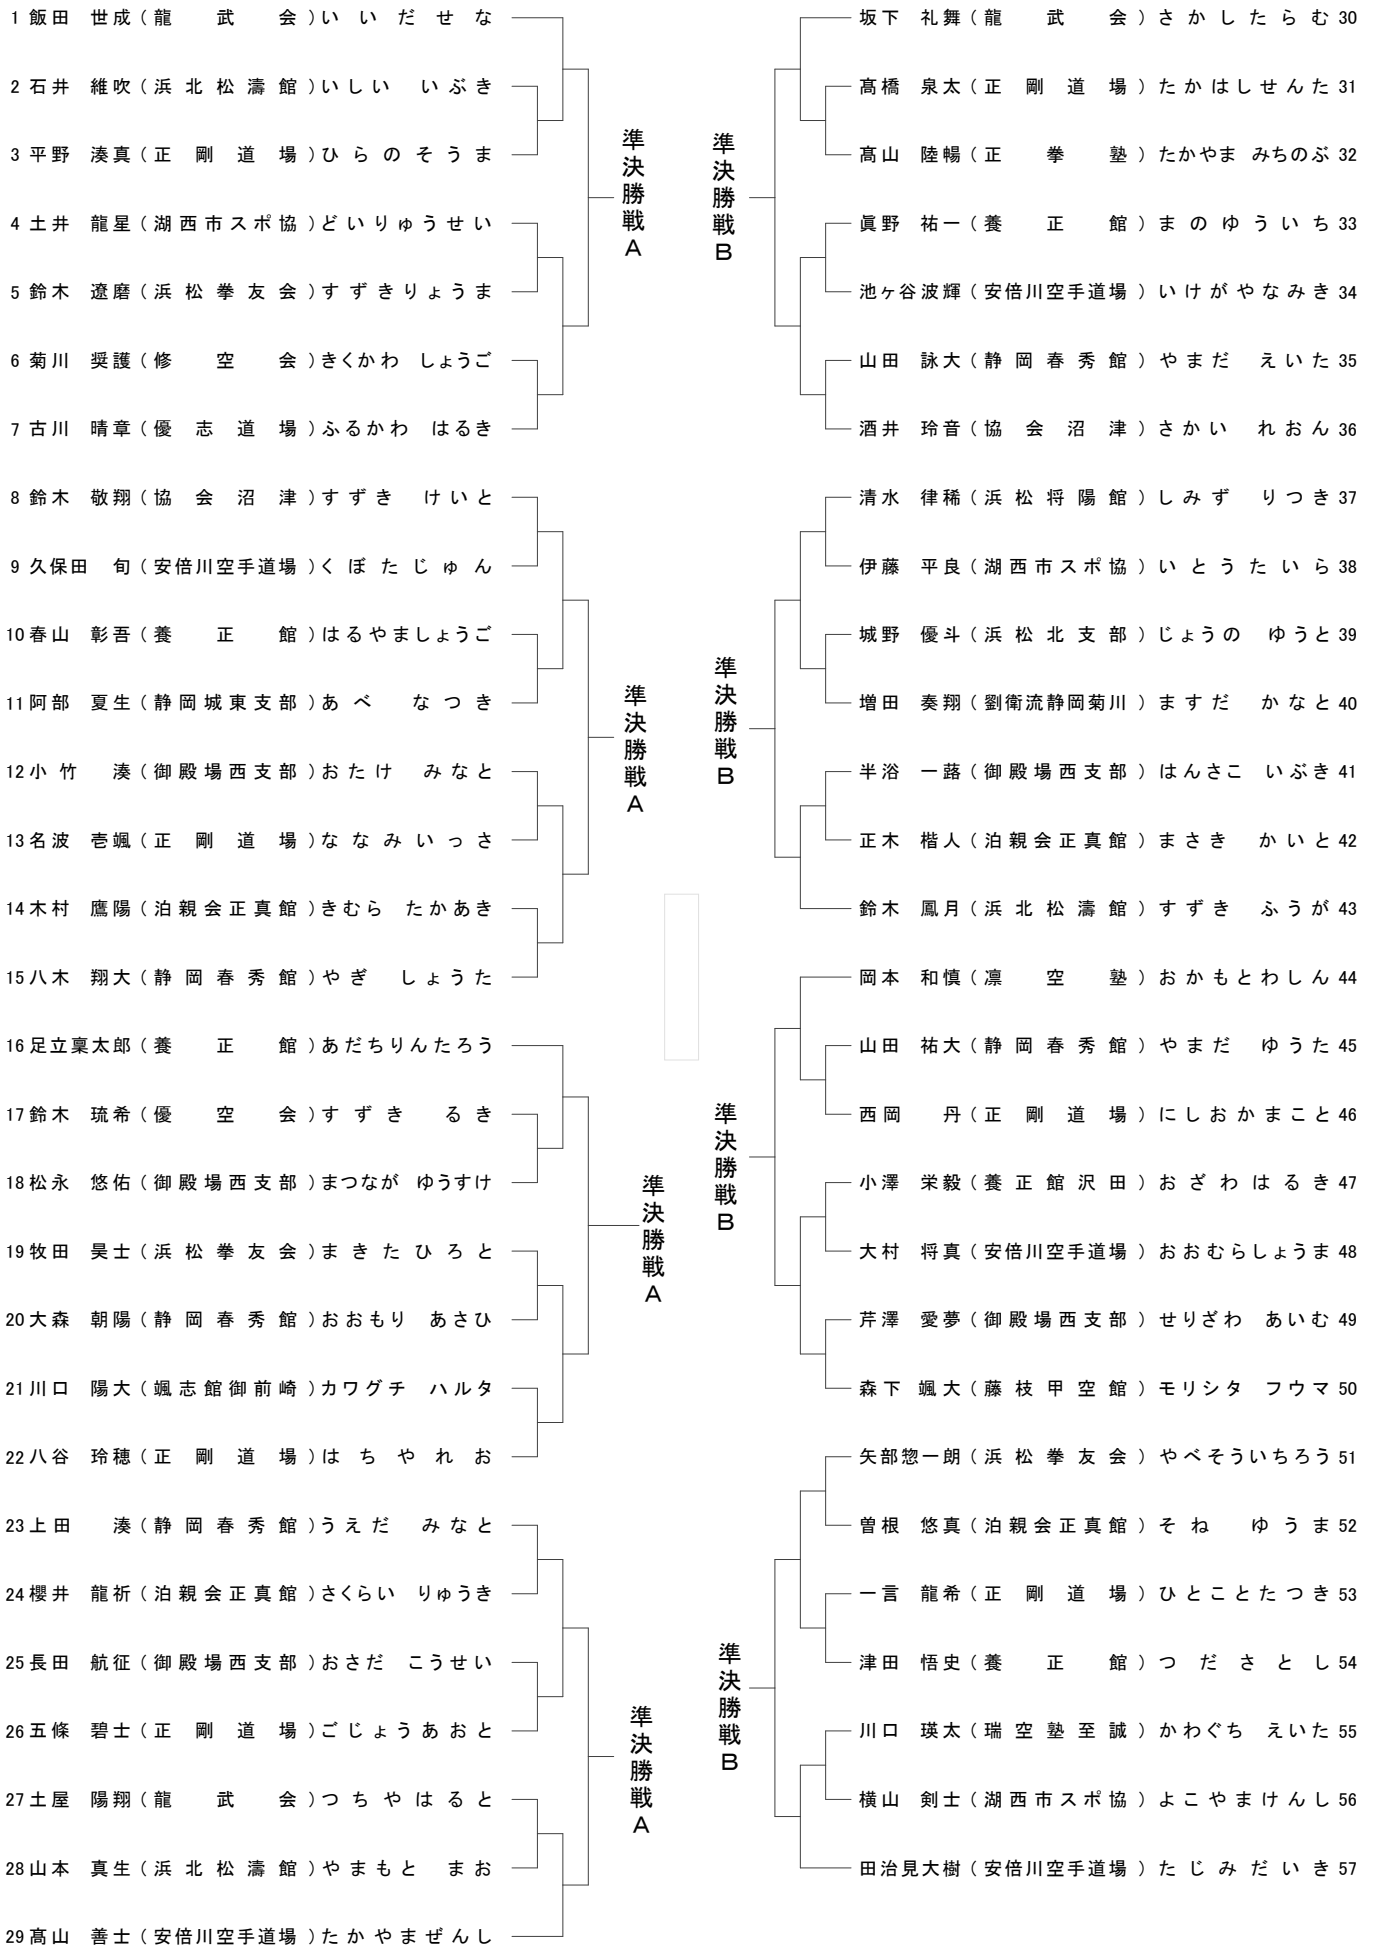 1 飯田 世成(龍武会)いいだせな
2 石井 維吹(浜北松濤館)いしい いぶき
3 平野 湊真(正剛道場)ひらのそうま
4 土井 龍星(湖西市スポ協)どいりゅうせい
5 鈴木 遼磨(浜松拳友会)すずきりょうま
6 菊川 奨護(修空会)きくかわ しょうご
7 古川 晴章(優志道場)ふるかわ はるき
準決勝戦A
8 鈴木 敬翔(協会沼津)すずき けいと
9 久保田 旬(安倍川空手道場)くぼたじゅん
10 春山 彰吾(養正館)はるやましょうご
11 阿部 夏生(静岡城東支部)あべ なつき
12 小竹 湊(御殿場西支部)おたけ みなと
13 名波 壱颯(正剛道場)ななみいっさ
14 木村 鷹陽(泊親会正真館)きむら たかあき
15 八木 翔大(静岡春秀館)やぎ しょうた
準決勝戦A
16 足立稟太郎(養正館)あだちりんたろう
17 鈴木 琉希(優空会)すずき るき
18 松永 悠佑(御殿場西支部)まつなが ゆうすけ
19 牧田 昊士(浜松拳友会)まきたひろと
20 大森 朝陽(静岡春秀館)おおもり あさひ
21 川口 陽大(颯志館御前崎)カワグチ ハルタ
22 八谷 玲穂(正剛道場)はちやれお
準決勝戦A
23 上田 湊(静岡春秀館)うえだ みなと
24 櫻井 龍祈(泊親会正真館)さくらい りゅうき
25 長田 航征(御殿場西支部)おさだ こうせい
26 五條 碧士(正剛道場)ごじょうあおと
27 土屋 陽翔(龍武会)つちやはると
28 山本 真生(浜北松濤館)やまもと まお
29 髙山 善士(安倍川空手道場)たかやまぜんし
準決勝戦A
坂下 礼舞(龍武会)さかしたらむ 30
髙橋 泉太(正剛道場)たかはしせんた 31
髙山 陸暢(正拳塾)たかやま みちのぶ 32
眞野 祐一(養正館)まのゆういち 33
池ヶ谷波輝(安倍川空手道場)いけがやなみき 34
山田 詠大(静岡春秀館)やまだ えいた 35
酒井 玲音(協会沼津)さかい れおん 36
準決勝戦B
清水 律稀(浜松将陽館)しみず りつき 37
伊藤 平良(湖西市スポ協)いとうたいら 38
城野 優斗(浜松北支部)じょうの ゆうと 39
増田 奏翔(劉衛流静岡菊川)ますだ かなと 40
半浴 一蕗(御殿場西支部)はんさこ いぶき 41
正木 楷人(泊親会正真館)まさき かいと 42
鈴木 鳳月(浜北松濤館)すずき ふうが 43
準決勝戦B
岡本 和慎(凛空塾)おかもとわしん 44
山田 祐大(静岡春秀館)やまだ ゆうた 45
西岡 丹(正剛道場)にしおかまこと 46
小澤 栄毅(養正館沢田)おざわはるき 47
大村 将真(安倍川空手道場)おおむらしょうま 48
芹澤 愛夢(御殿場西支部)せりざわ あいむ 49
森下 颯大(藤枝甲空館)モリシタ フウマ 50
準決勝戦B
矢部惣一朗(浜松拳友会)やべそういちろう 51
曽根 悠真(泊親会正真館)そね ゆうま 52
一言 龍希(正剛道場)ひとことたつき 53
津田 悟史(養正館)つださとし 54
川口 瑛太(瑞空塾至誠)かわぐち えいた 55
横山 剣士(湖西市スポ協)よこやまけんし 56
田治見大樹(安倍川空手道場)たじみだいき 57
準決勝戦B